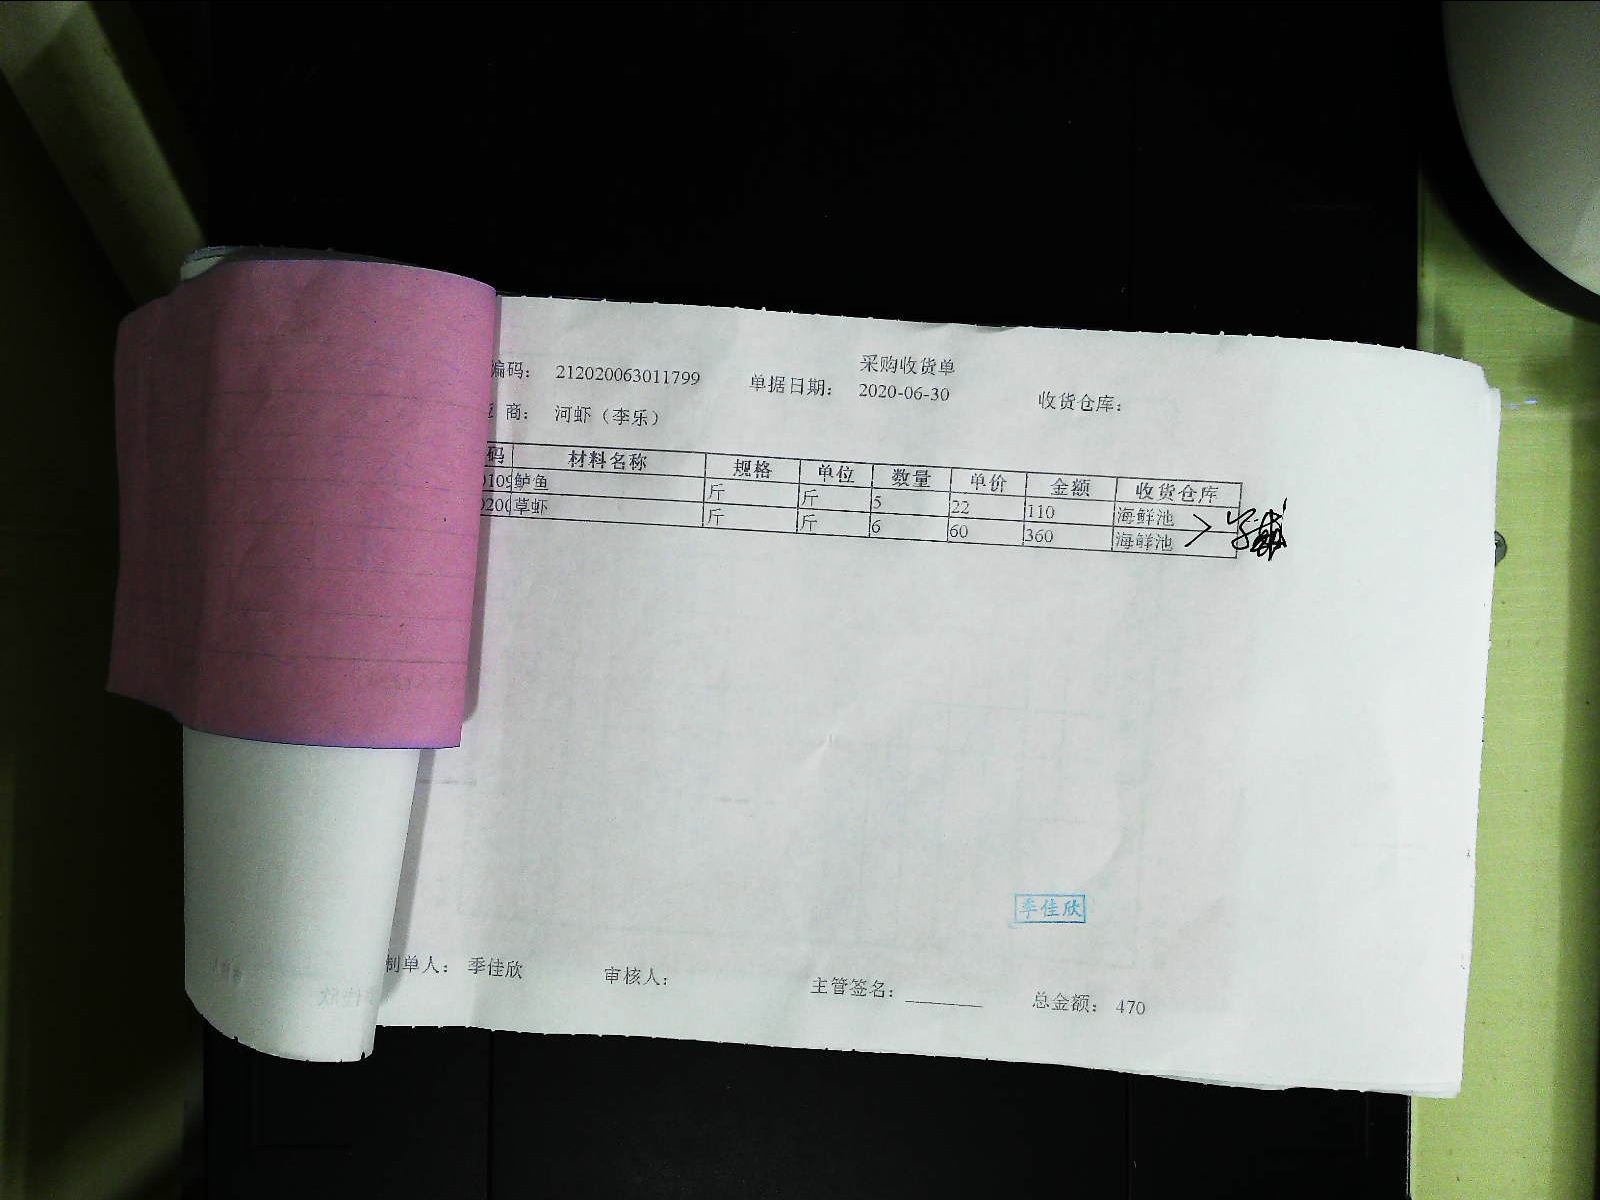 采购收货单
编码: 212020063011799 单据日期: 2020-06-30 收货仓库:
商: 河虾（李乐）
码 材料名称 规格 单位 数量 单价 金额 收货仓库
109 鲈鱼 斤 斤 5 22 110 海鲜池
200 草虾 斤 斤 6 60 360 海鲜池
季佳欣
制单人: 季佳欣 审核人: 主管签名: ________ 总金额: 470